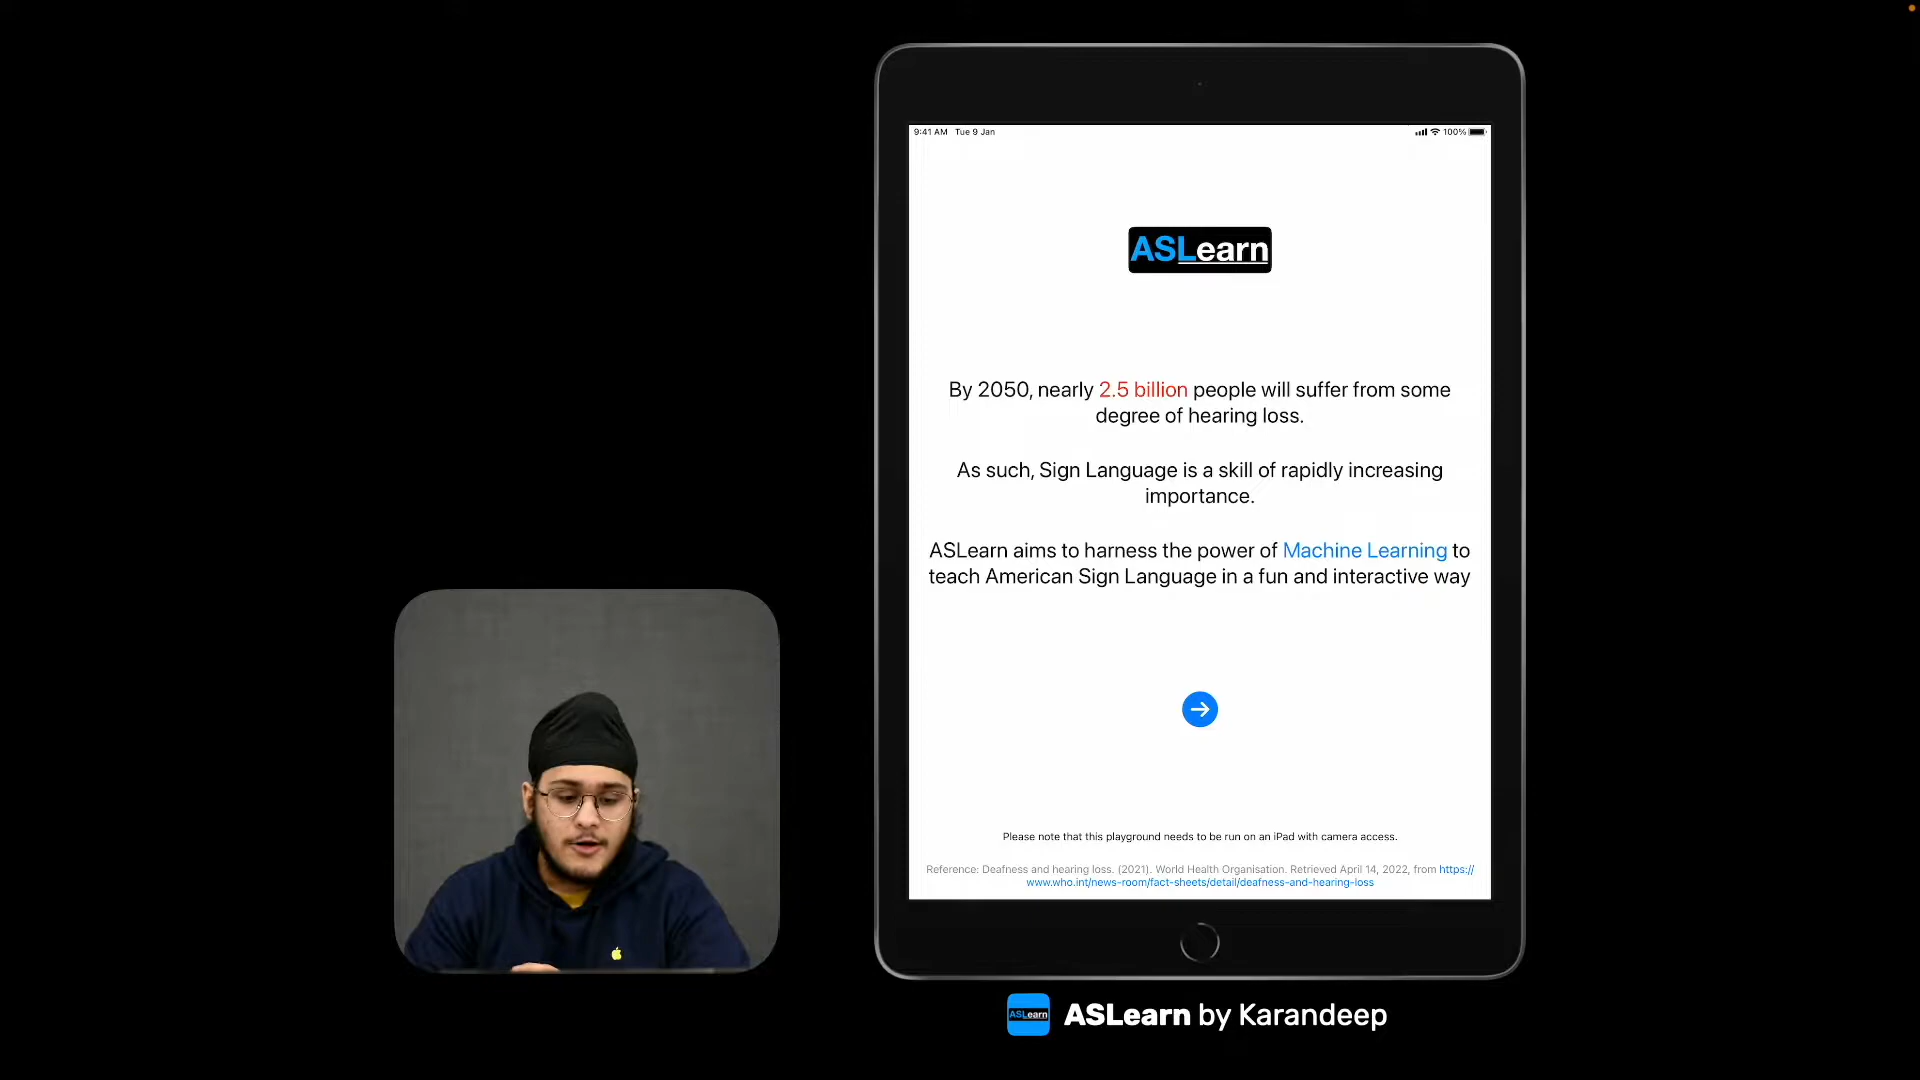 9:41 AM Tue 9 Jan
100%
ASLearn
By 2050, nearly 2.5 billion people will suffer from some
degree of hearing loss.
As such, Sign Language is a skill of rapidly increasing
importance.
ASLearn aims to harness the power of Machine Learning to
teach American Sign Language in a fun and interactive way
Please note that this playground needs to be run on an iPad with camera access.
Reference: Deafness and hearing loss. (2021). World Health Organisation. Retrieved April 14, 2022, from https://
www.who.int/news-room/fact-sheets/detail/deafness-and-hearing-loss
ASLearn
ASLearn by Karandeep